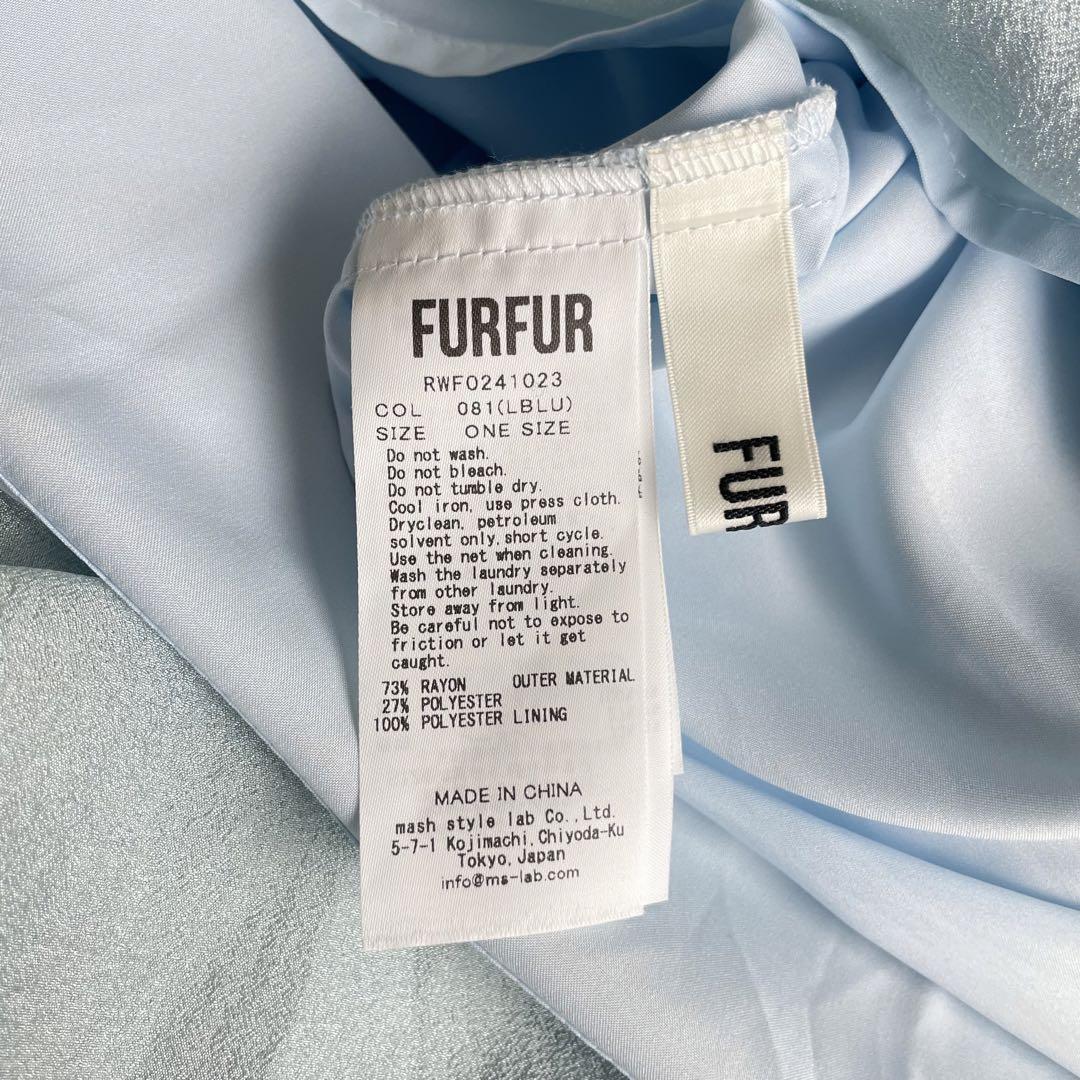 FURFUR
RWF0241023
COL 081(LBLU)
SIZE ONE SIZE
Do not wash.
Do not bleach.
Do not tumble dry.
Cool iron, use press cloth.
Dryclean, petroleum
solvent only, short cycle.
Use the net when cleaning.
Wash the laundry separately
from other laundry.
Store away from light.
Be careful not to expose to
friction or let it get
caught.
73% RAYON OUTER MATERIAL
27% POLYESTER
100% POLYESTER LINING
MADE IN CHINA
mash style lab Co.,Ltd.
5-7-1 Kojimachi, Chiyoda-Ku
Tokyo, Japan
info@ms-lab.com
FUR